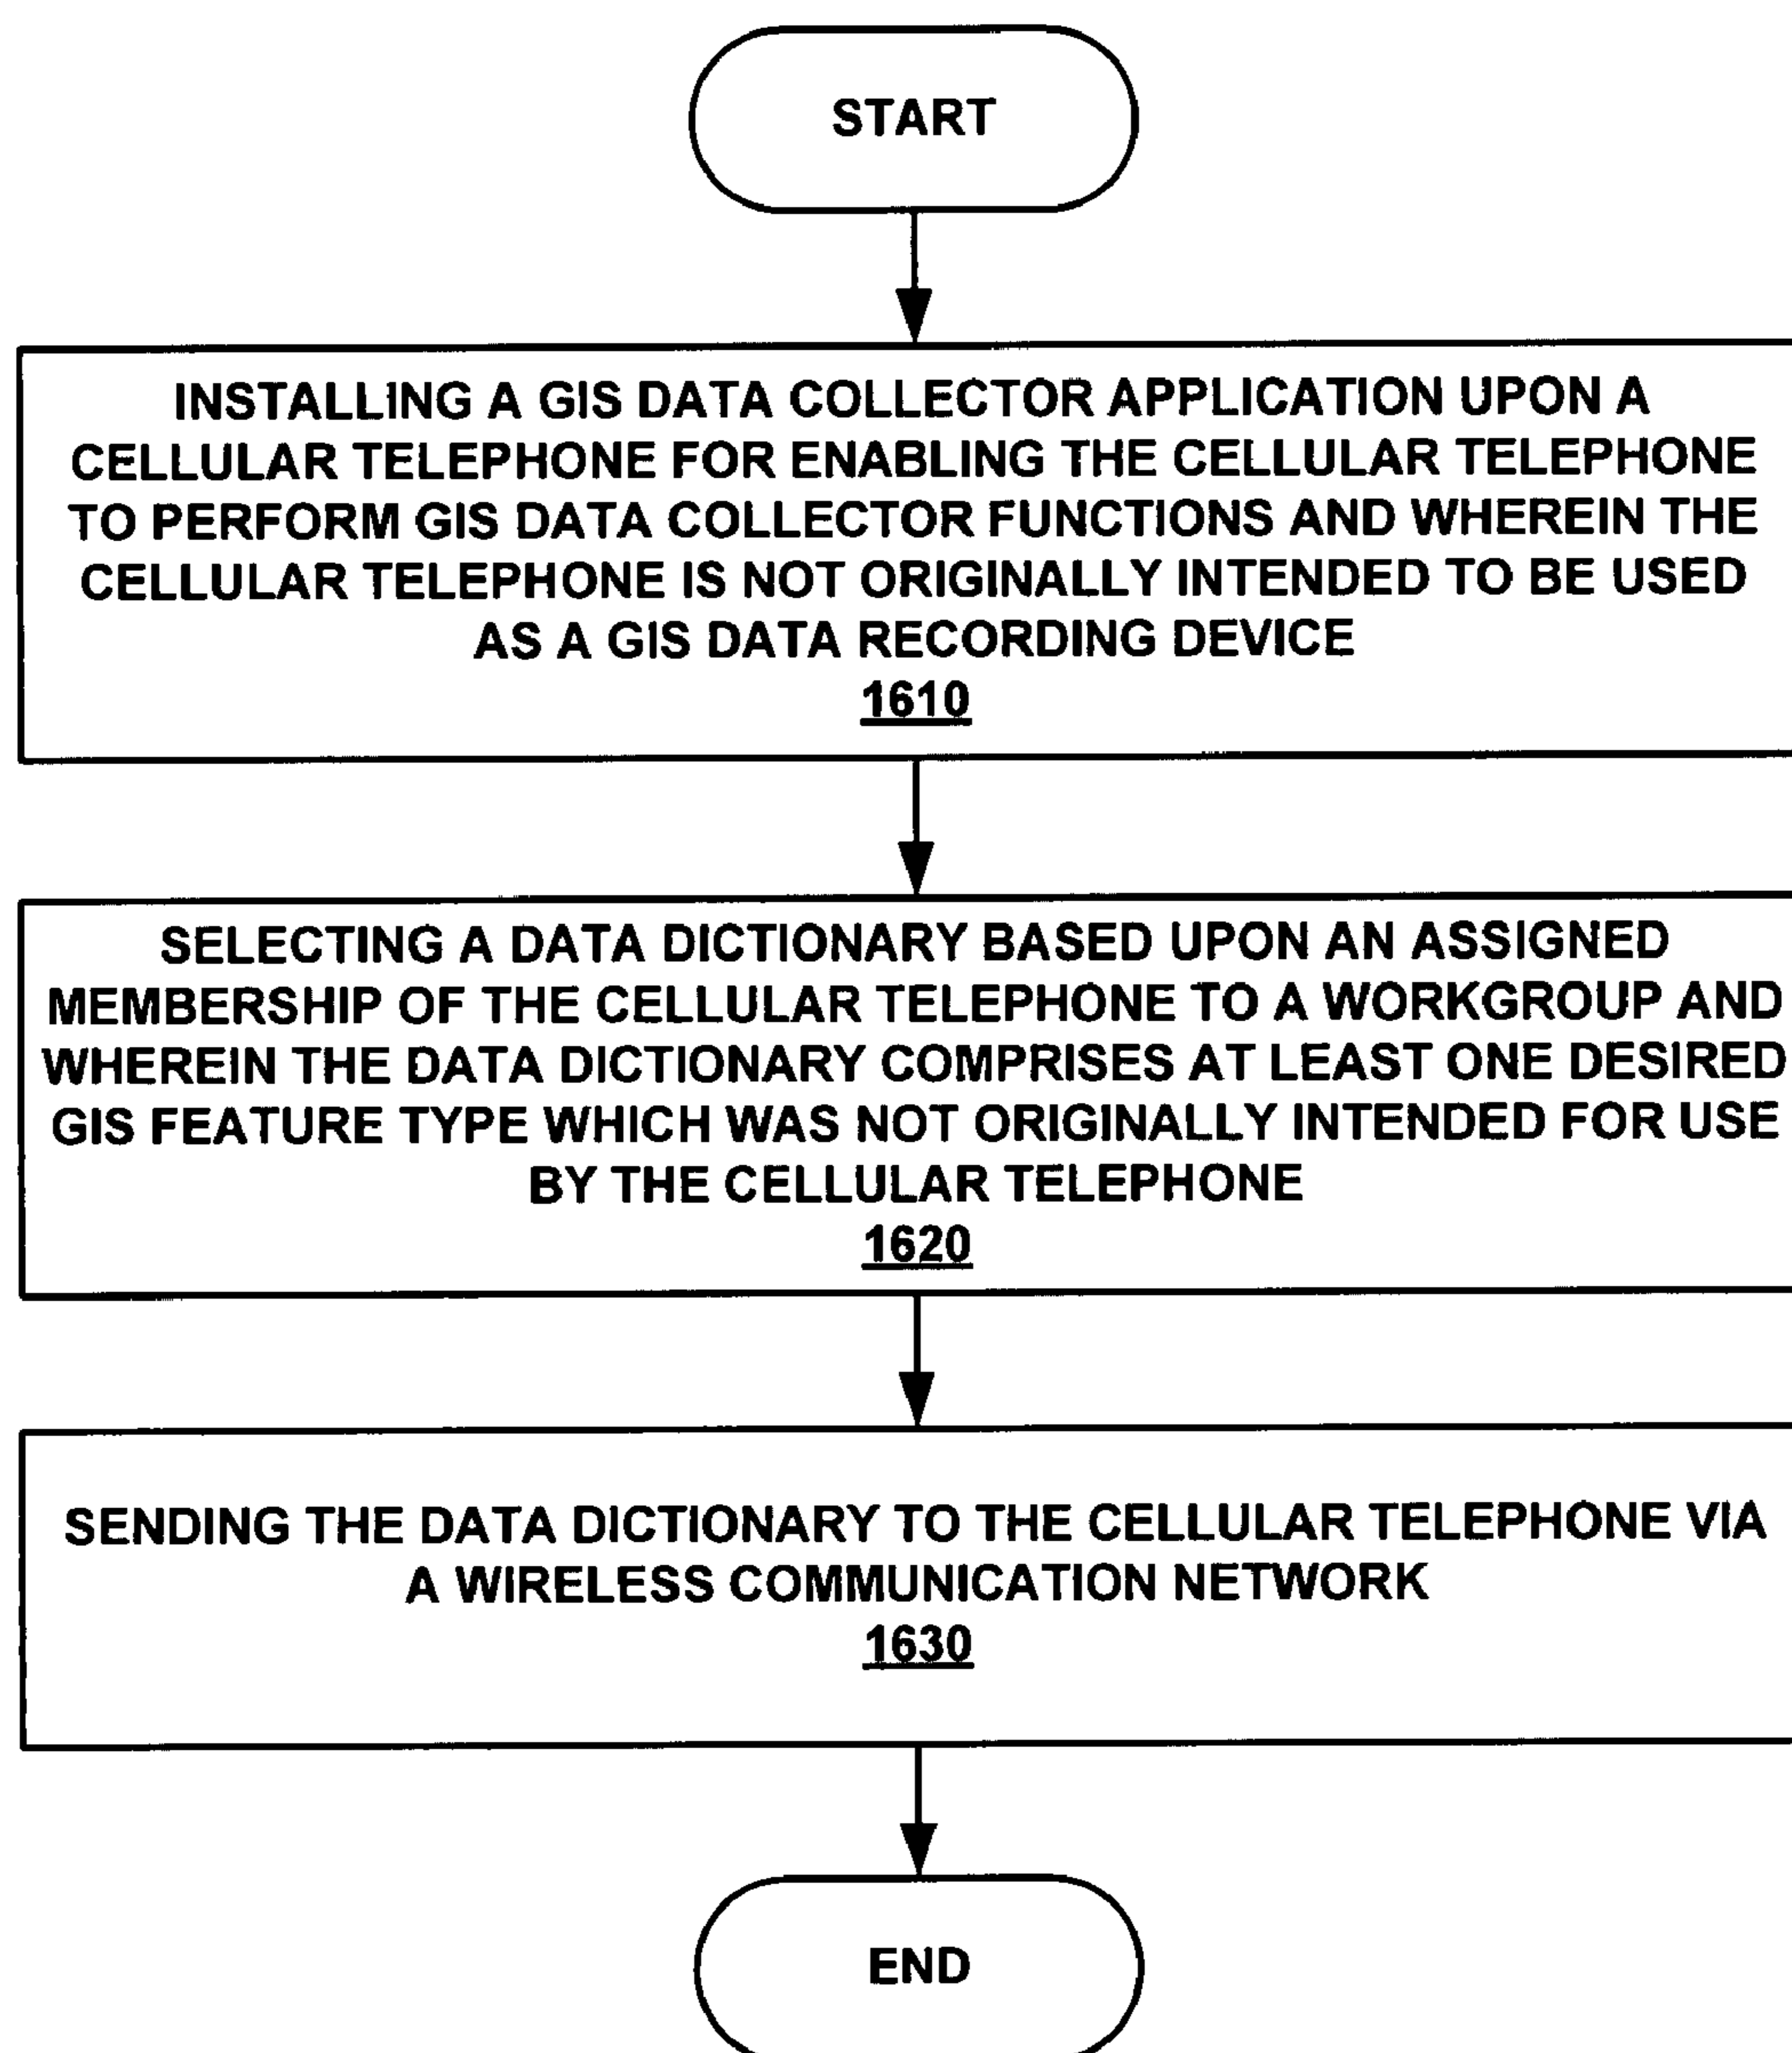 START
INSTALLING A GIS DATA COLLECTOR APPLICATION UPON A
CELLULAR TELEPHONE FOR ENABLING THE CELLULAR TELEPHONE
TO PERFORM GIS DATA COLLECTOR FUNCTIONS AND WHEREIN THE
CELLULAR TELEPHONE IS NOT ORIGINALLY INTENDED TO BE USED
AS A GIS DATA RECORDING DEVICE
1610
SELECTING A DATA DICTIONARY BASED UPON AN ASSIGNED
MEMBERSHIP OF THE CELLULAR TELEPHONE TO A WORKGROUP AND
WHEREIN THE DATA DICTIONARY COMPRISES AT LEAST ONE DESIRED
GIS FEATURE TYPE WHICH WAS NOT ORIGINALLY INTENDED FOR USE
BY THE CELLULAR TELEPHONE
1620
SENDING THE DATA DICTIONARY TO THE CELLULAR TELEPHONE VIA
A WIRELESS COMMUNICATION NETWORK
1630
END